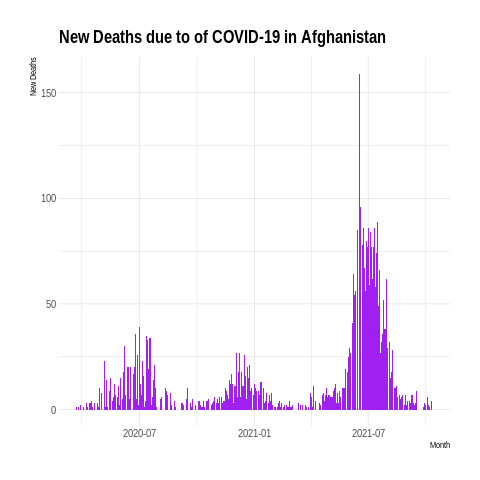 New Deaths due to of COVID-19 in Afghanistan
New Deaths
150
100
50
0
2020-07
2021-01
2021-07
Month